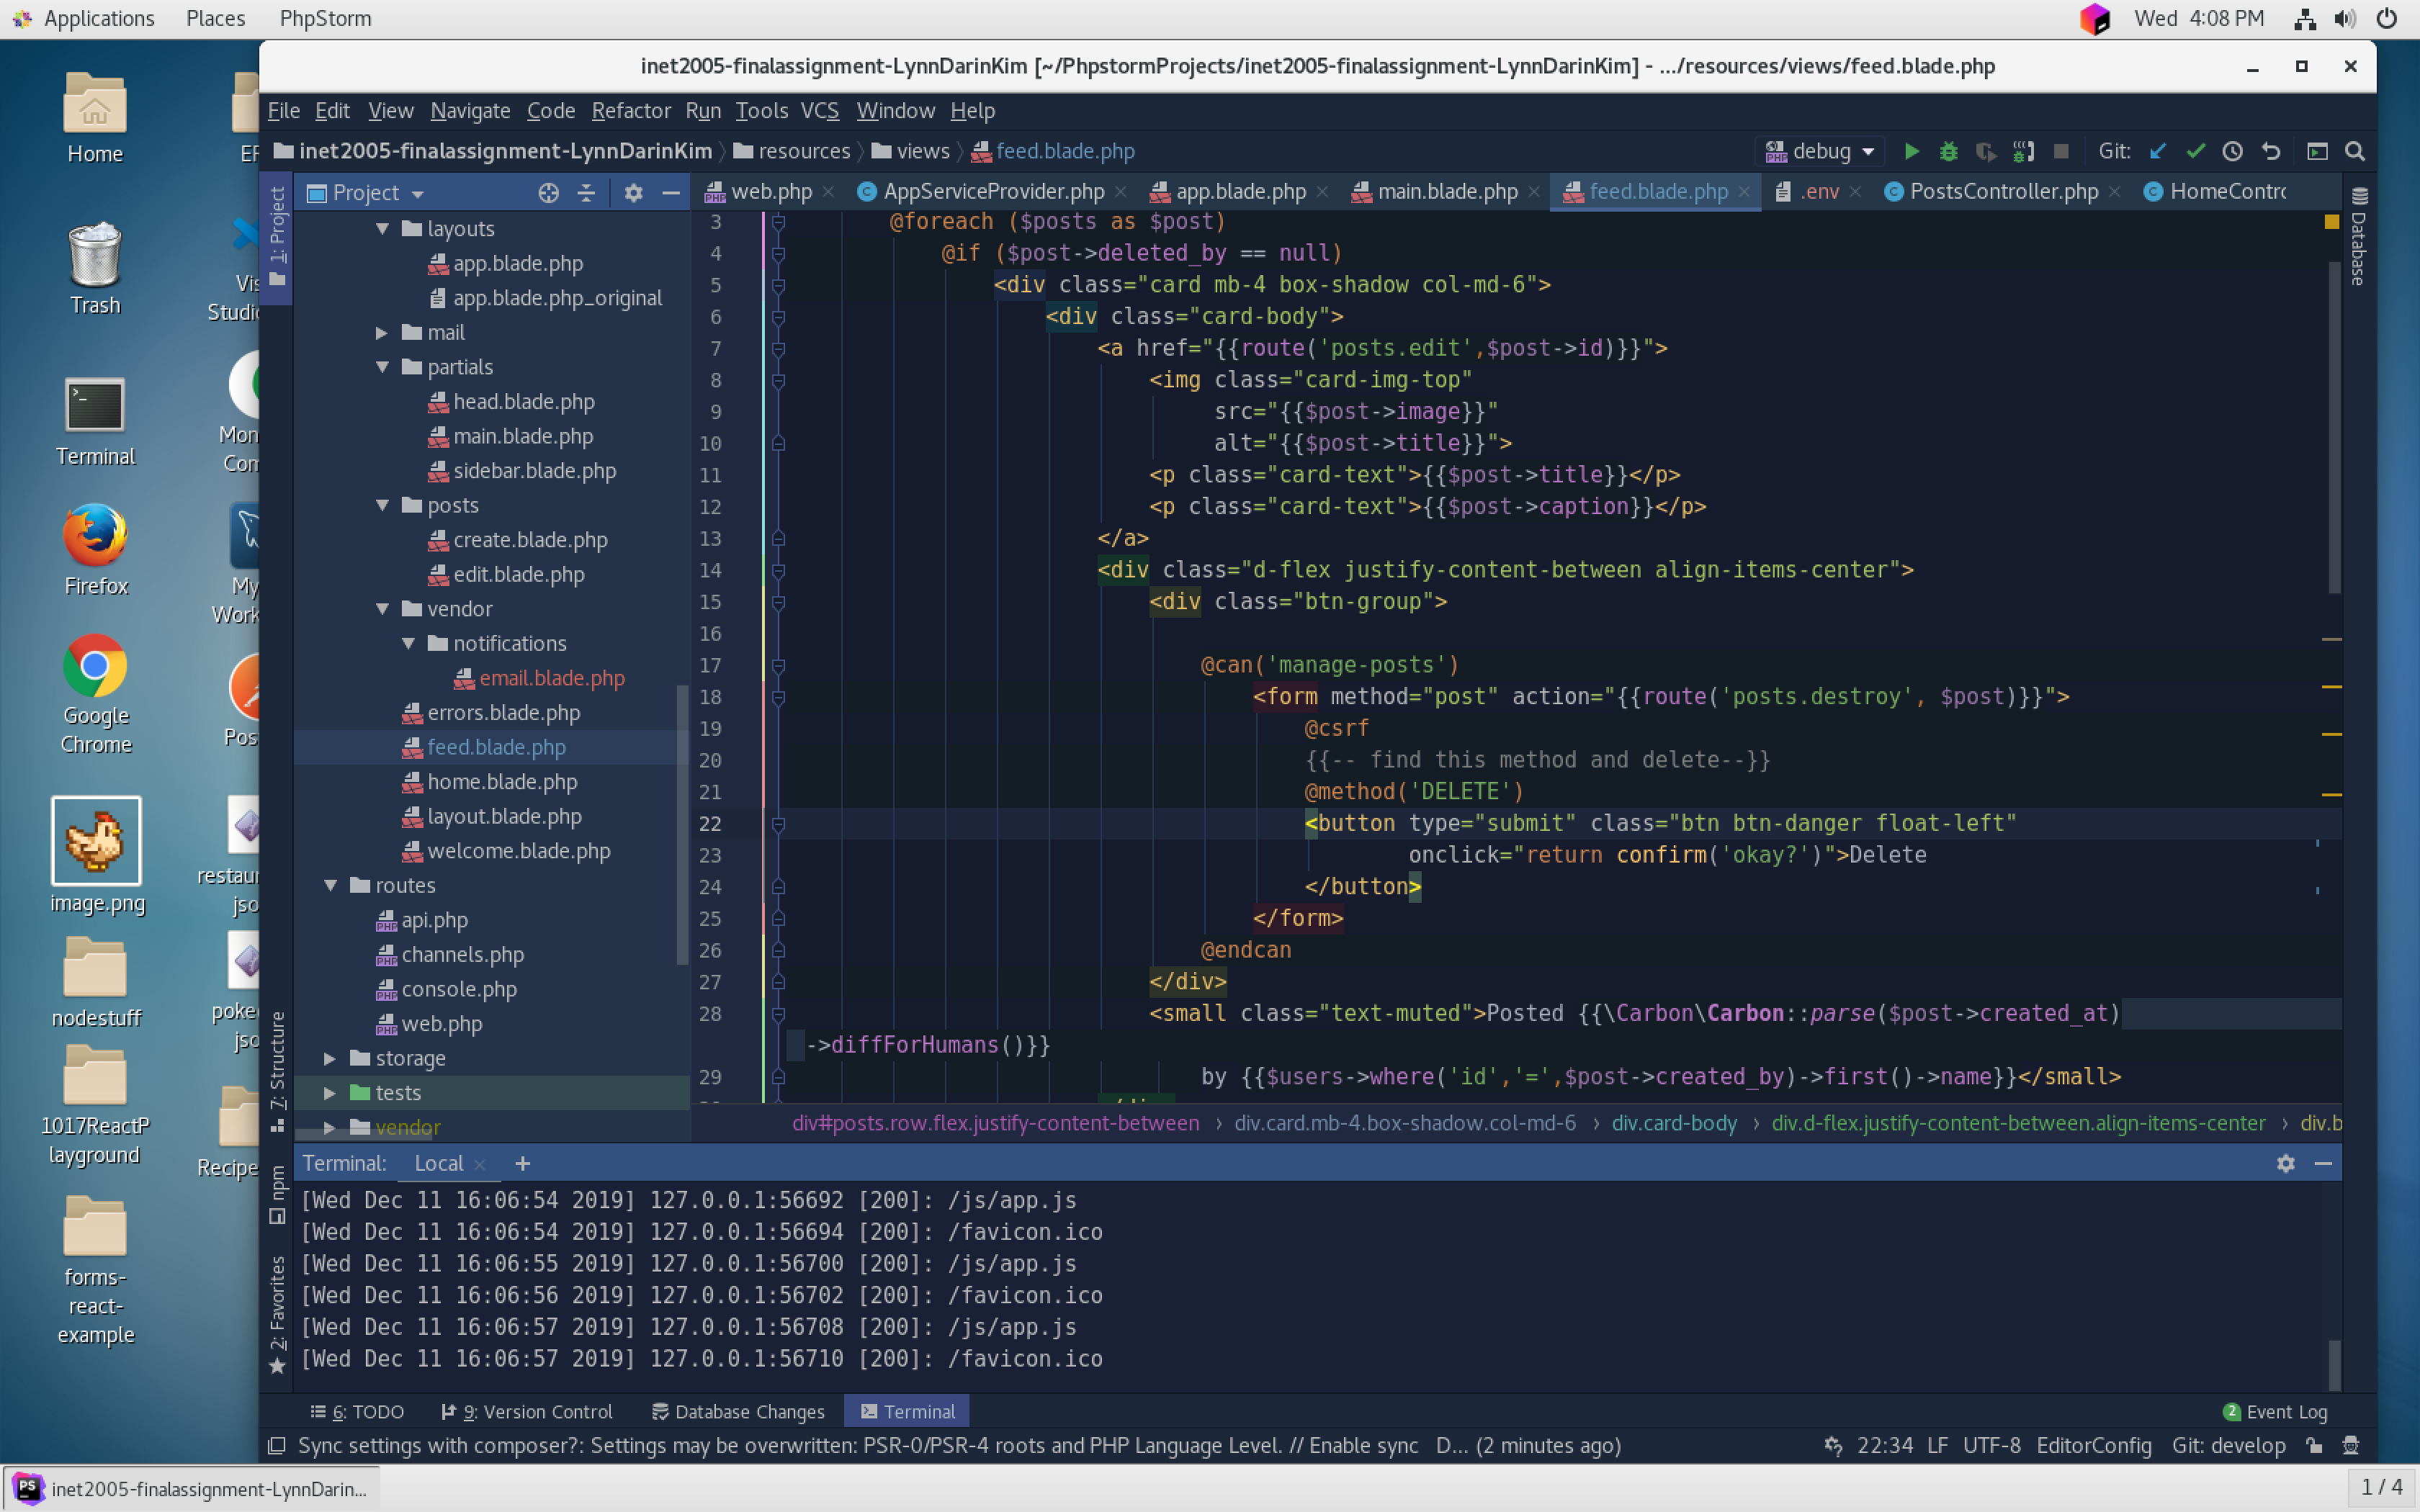 Applications Places PhpStorm Wed 4:08 PM
inet2005-finalassignment-LynnDarinKim [~/PhpstormProjects/inet2005-finalassignment-LynnDarinKim] - .../resources/views/feed.blade.php
File Edit View Navigate Code Refactor Run Tools VCS Window Help
inet2005-finalassignment-LynnDarinKim resources views feed.blade.php debug Git:
Project
web.php AppServiceProvider.php app.blade.php main.blade.php feed.blade.php .env PostsController.php HomeContro
Home
Trash
Terminal
Firefox
Google
Chrome
image.png
nodestuff
1017ReactP
layground
forms-
react-
example
1: Project
7: Structure
npm
2: Favorites
Database
layouts
app.blade.php
app.blade.php_original
mail
partials
head.blade.php
main.blade.php
sidebar.blade.php
posts
create.blade.php
edit.blade.php
vendor
notifications
email.blade.php
errors.blade.php
feed.blade.php
home.blade.php
layout.blade.php
welcome.blade.php
routes
api.php
channels.php
console.php
web.php
storage
tests
vendor
3 @foreach ($posts as $post)
4 @if ($post->deleted_by == null)
5 <div class="card mb-4 box-shadow col-md-6">
6 <div class="card-body">
7 <a href="{{route('posts.edit',$post->id)}}">
8 <img class="card-img-top"
9 src="{{$post->image}}"
10 alt="{{$post->title}}">
11 <p class="card-text">{{$post->title}}</p>
12 <p class="card-text">{{$post->caption}}</p>
13 </a>
14 <div class="d-flex justify-content-between align-items-center">
15 <div class="btn-group">
16
17 @can('manage-posts')
18 <form method="post" action="{{route('posts.destroy', $post)}}">
19 @csrf
20 {{-- find this method and delete--}}
21 @method('DELETE')
22 <button type="submit" class="btn btn-danger float-left"
23 onclick="return confirm('okay?')">Delete
24 </button>
25 </form>
26 @endcan
27 </div>
28 <small class="text-muted">Posted {{\Carbon\Carbon::parse($post->created_at)
->diffForHumans()}}
29 by {{$users->where('id','=',$post->created_by)->first()->name}}</small>
div#posts.row.flex.justify-content-between › div.card.mb-4.box-shadow.col-md-6 › div.card-body › div.d-flex.justify-content-between.align-items-center › div.b
Terminal: Local +
[Wed Dec 11 16:06:54 2019] 127.0.0.1:56692 [200]: /js/app.js
[Wed Dec 11 16:06:54 2019] 127.0.0.1:56694 [200]: /favicon.ico
[Wed Dec 11 16:06:55 2019] 127.0.0.1:56700 [200]: /js/app.js
[Wed Dec 11 16:06:56 2019] 127.0.0.1:56702 [200]: /favicon.ico
[Wed Dec 11 16:06:57 2019] 127.0.0.1:56708 [200]: /js/app.js
[Wed Dec 11 16:06:57 2019] 127.0.0.1:56710 [200]: /favicon.ico
6: TODO 9: Version Control Database Changes Terminal 2 Event Log
Sync settings with composer?: Settings may be overwritten: PSR-0/PSR-4 roots and PHP Language Level. // Enable sync D... (2 minutes ago) 22:34 LF UTF-8 EditorConfig Git: develop
PS inet2005-finalassignment-LynnDarin... 1 / 4